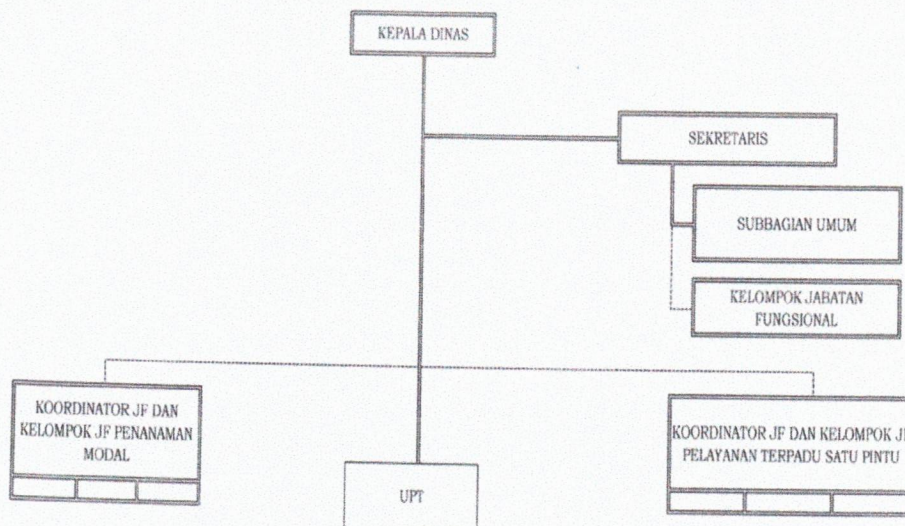 KEPALA DINAS
SEKRETARIS
SUBBAGIAN UMUM
KELOMPOK JABATAN
FUNGSIONAL
KOORDINATOR JF DAN
KELOMPOK JF PENANAMAN
MODAL
KOORDINATOR JF DAN KELOMPOK JF
PELAYANAN TERPADU SATU PINTU
UPT